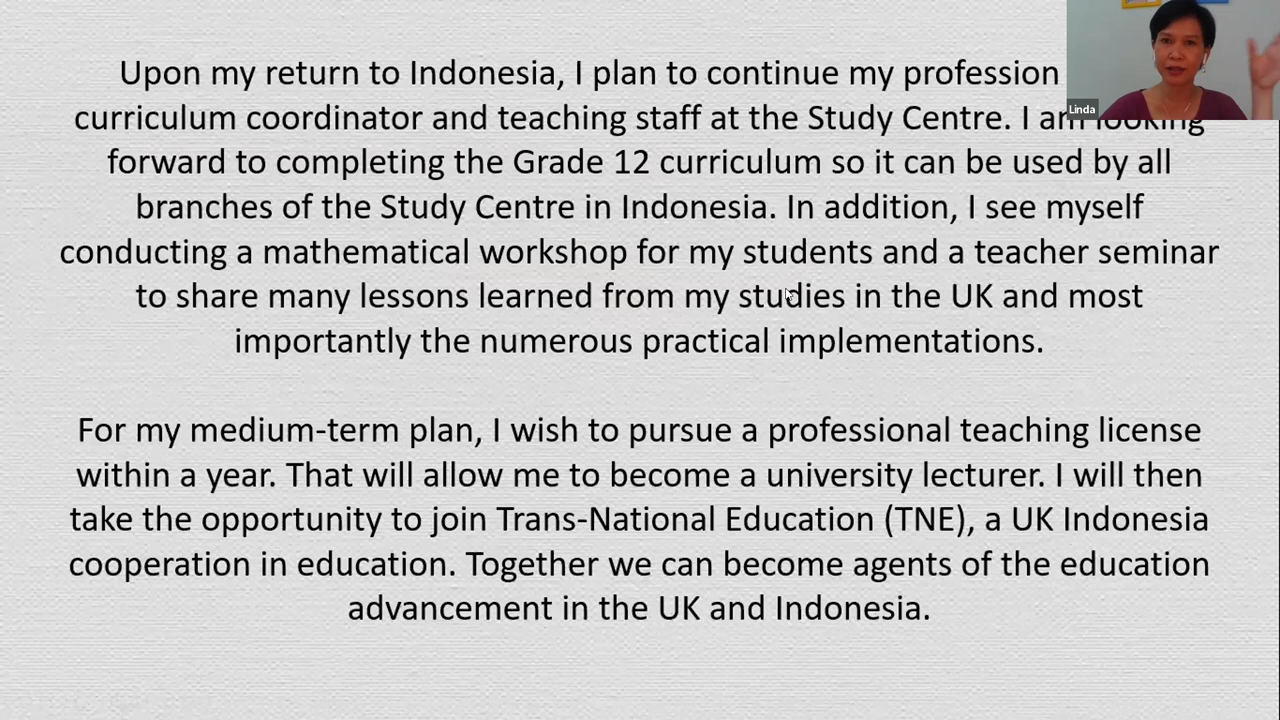 Upon my return to Indonesia, I plan to continue my profession
curriculum coordinator and teaching staff at the Study Centre. I am looking
forward to completing the Grade 12 curriculum so it can be used by all
branches of the Study Centre in Indonesia. In addition, I see myself
conducting a mathematical workshop for my students and a teacher seminar
to share many lessons learned from my studies in the UK and most
importantly the numerous practical implementations.
For my medium-term plan, I wish to pursue a professional teaching license
within a year. That will allow me to become a university lecturer. I will then
take the opportunity to join Trans-National Education (TNE), a UK Indonesia
cooperation in education. Together we can become agents of the education
advancement in the UK and Indonesia.
Linda